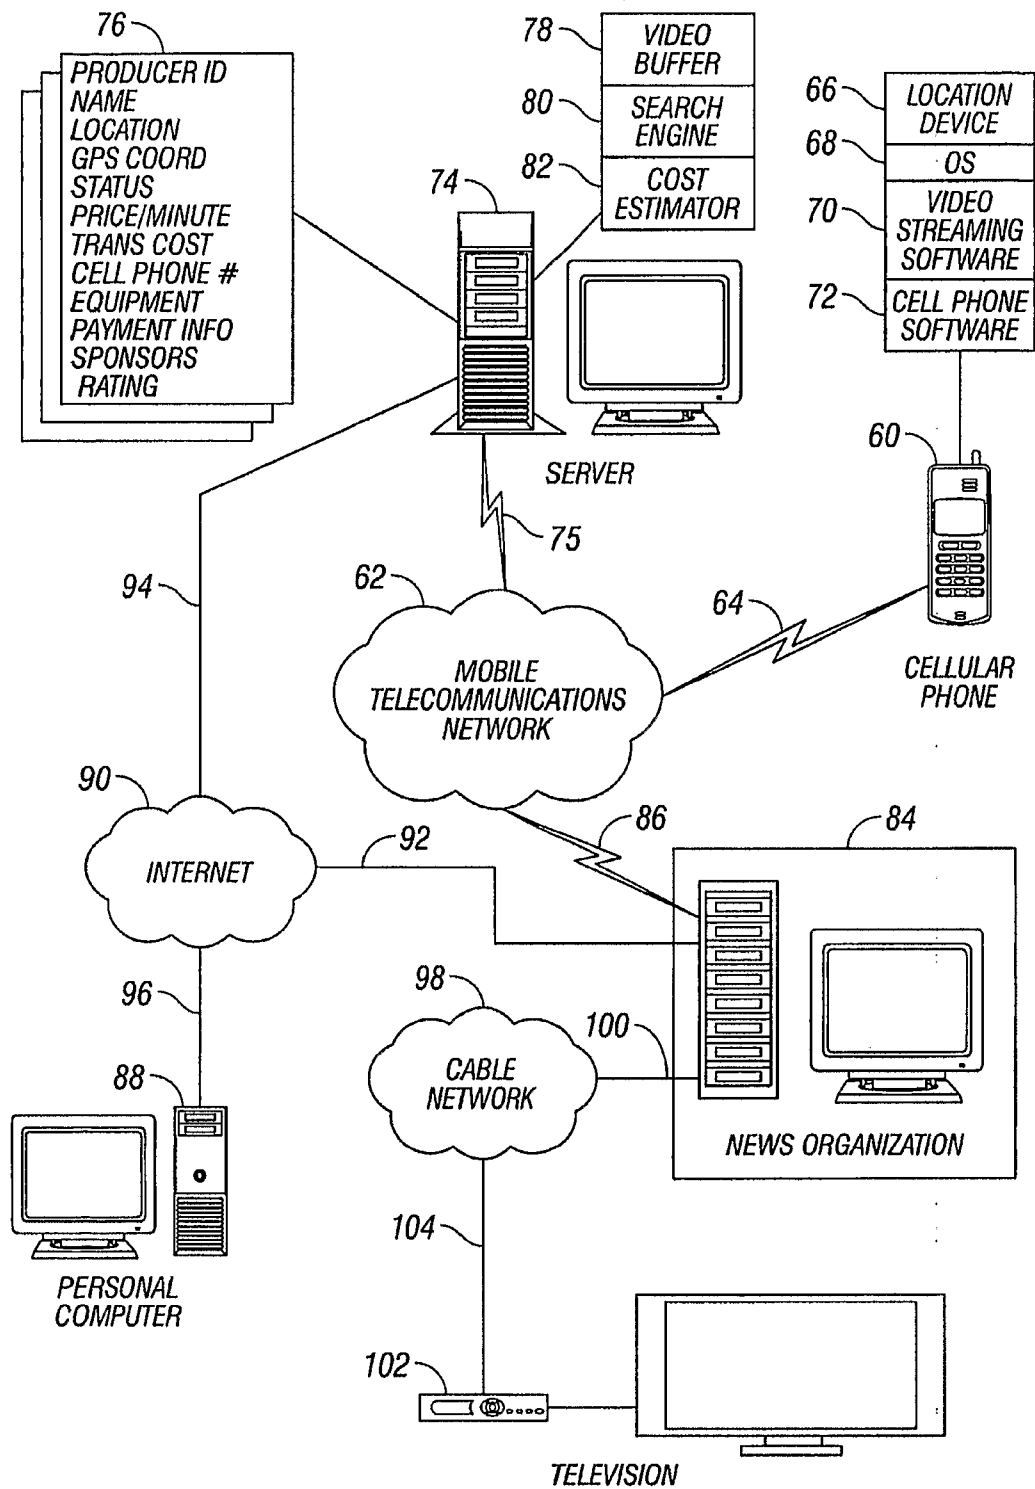 76
PRODUCER ID
NAME
LOCATION
GPS COORD
STATUS
PRICE/MINUTE
TRANS COST
CELL PHONE #
EQUIPMENT
PAYMENT INFO
SPONSORS
RATING
78
VIDEO
BUFFER
80
SEARCH
ENGINE
82
COST
ESTIMATOR
66
LOCATION
DEVICE
68
OS
70
VIDEO
STREAMING
SOFTWARE
72
CELL PHONE
SOFTWARE
74
SERVER
75
60
CELLULAR
PHONE
94
62
64
MOBILE
TELECOMMUNICATIONS
NETWORK
90
INTERNET
92
86
84
NEWS ORGANIZATION
96
98
CABLE
NETWORK
100
88
PERSONAL
COMPUTER
104
102
TELEVISION